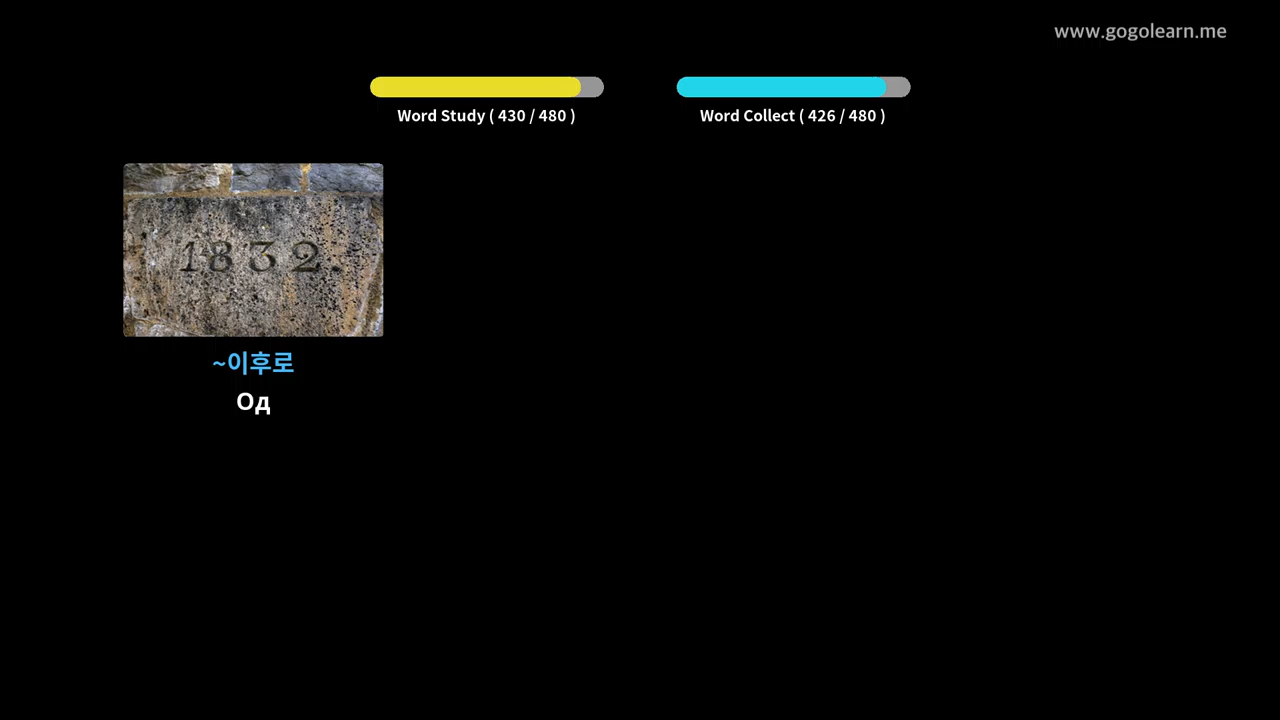 www.gogolearn.me
Word Study ( 430 / 480 )
Word Collect ( 426 / 480 )
1832.
~이후로
Од